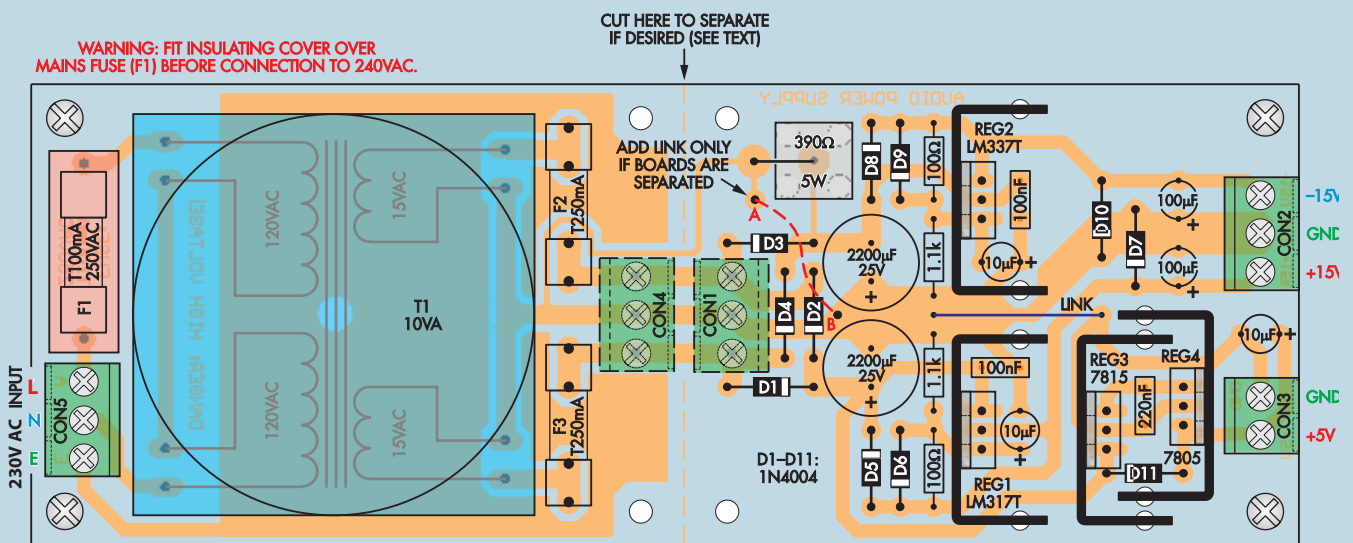 CUT HERE TO SEPARATE
IF DESIRED (SEE TEXT)
WARNING: FIT INSULATING COVER OVER
MAINS FUSE (F1) BEFORE CONNECTION TO 240VAC.
AUDIO POWER SUPPLY
ADD LINK ONLY
IF BOARDS ARE
SEPARATED
390Ω
5W
A
B
T100mA
250VAC
F1
DANGER HIGH VOLTAGE
120VAC
120VAC
15VAC
15VAC
T1
10VA
F2
T250mA
F3
T250mA
CON4
CON1
D3
D4
D2
D1
D8
D9
100Ω
1.1k
2200µF
25V
+
2200µF
25V
+
1.1k
D5
D6
100Ω
D1–D11:
1N4004
REG2
LM337T
100nF
10µF
+
D10
D7
100µF
+
100µF
+
CON2
–15V
GND
+15V
LINK
100nF
10µF
+
REG1
LM317T
REG3
7815
REG4
220nF
7805
D11
10µF
+
CON3
GND
+5V
230V AC INPUT
L
N
E
CON5